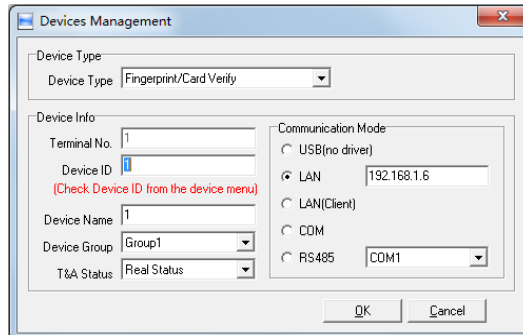 Devices Management
Device Type
Device Type Fingerprint/Card Verify
Device Info
Terminal No. 1
Device ID 1
(Check Device ID from the device menu)
Device Name 1
Device Group Group1
T&A Status Real Status
Communication Mode
USB(no driver)
LAN 192.168.1.6
LAN(Client)
COM
RS485 COM1
OK Cancel